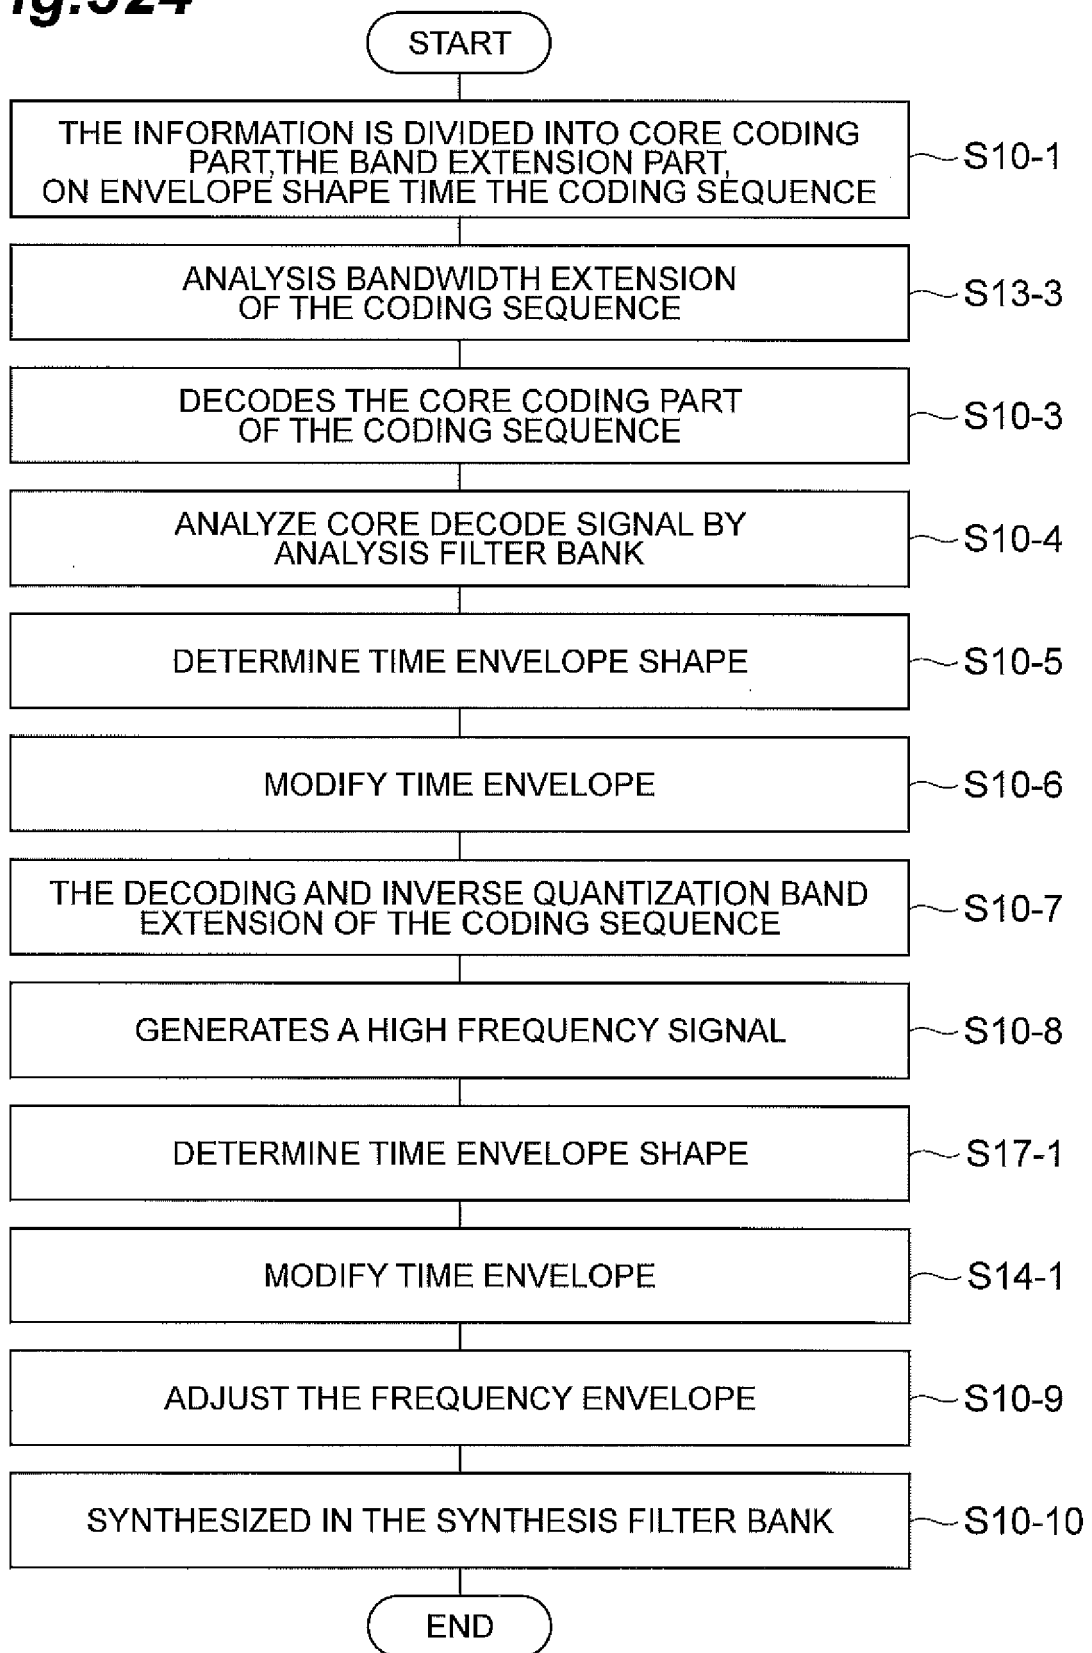 ig.324
START
THE INFORMATION IS DIVIDED INTO CORE CODING
PART,THE BAND EXTENSION PART,
ON ENVELOPE SHAPE TIME THE CODING SEQUENCE
S10-1
ANALYSIS BANDWIDTH EXTENSION
OF THE CODING SEQUENCE
S13-3
DECODES THE CORE CODING PART
OF THE CODING SEQUENCE
S10-3
ANALYZE CORE DECODE SIGNAL BY
ANALYSIS FILTER BANK
S10-4
DETERMINE TIME ENVELOPE SHAPE
S10-5
MODIFY TIME ENVELOPE
S10-6
THE DECODING AND INVERSE QUANTIZATION BAND
EXTENSION OF THE CODING SEQUENCE
S10-7
GENERATES A HIGH FREQUENCY SIGNAL
S10-8
DETERMINE TIME ENVELOPE SHAPE
S17-1
MODIFY TIME ENVELOPE
S14-1
ADJUST THE FREQUENCY ENVELOPE
S10-9
SYNTHESIZED IN THE SYNTHESIS FILTER BANK
S10-10
END